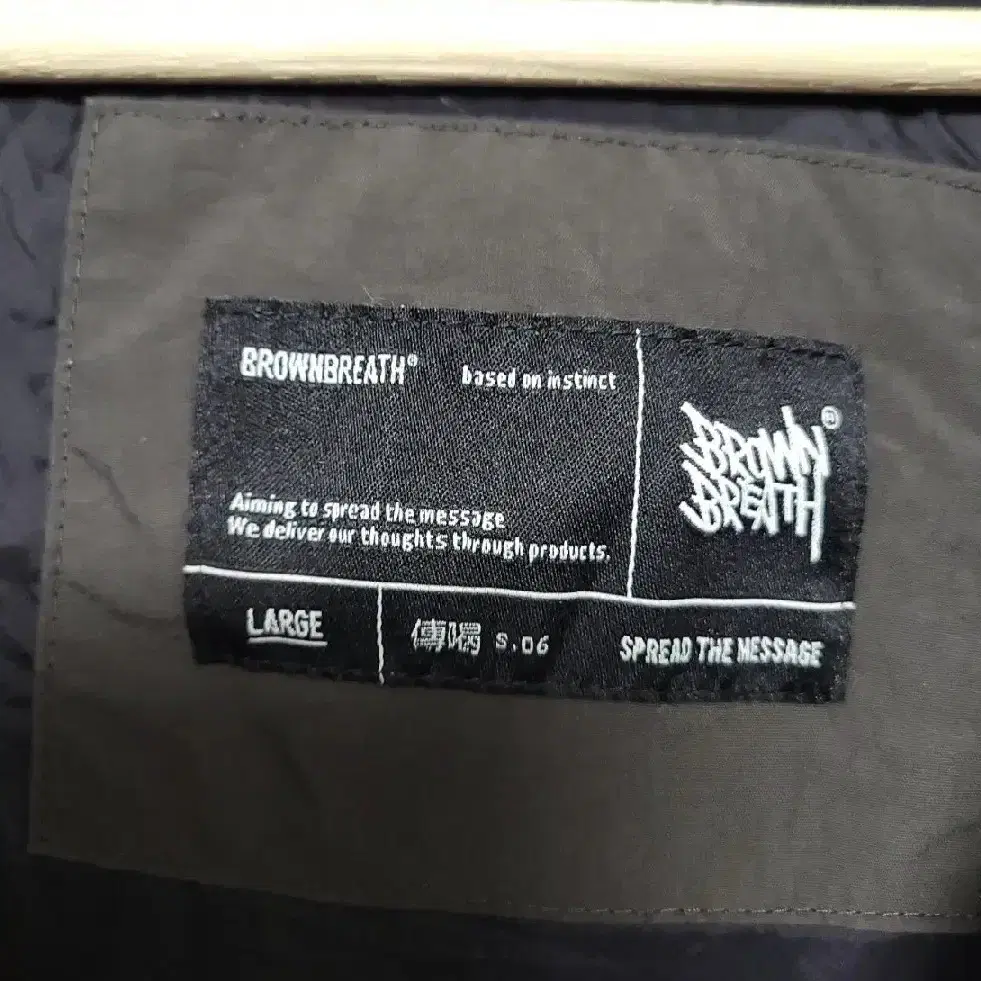 BROWNBREATH® based on instinct
BROWN®
BREATH
Aiming to spread the message
We deliver our thoughts through products.
LARGE
傳喝 S.06
SPREAD THE MESSAGE